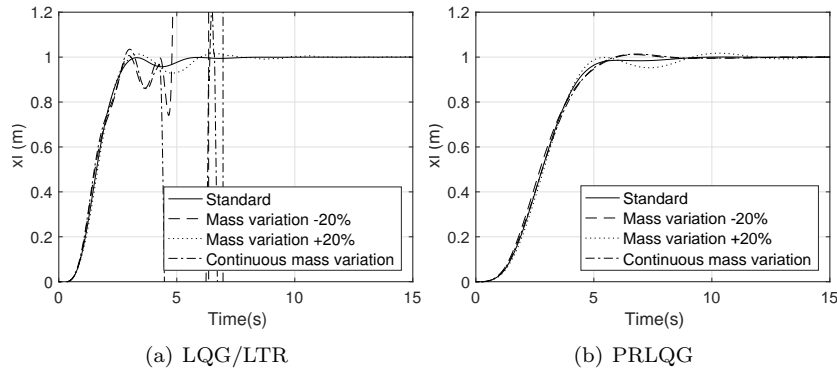 1.2
1
0.8
0.6
0.4
0.2
0
xl (m)
0 5 10 15
Time(s)
Standard
Mass variation -20%
Mass variation +20%
Continuous mass variation
(a) LQG/LTR
1.2
1
0.8
0.6
0.4
0.2
0
xl (m)
0 5 10 15
Time(s)
Standard
Mass variation -20%
Mass variation +20%
Continuous mass variation
(b) PRLQG